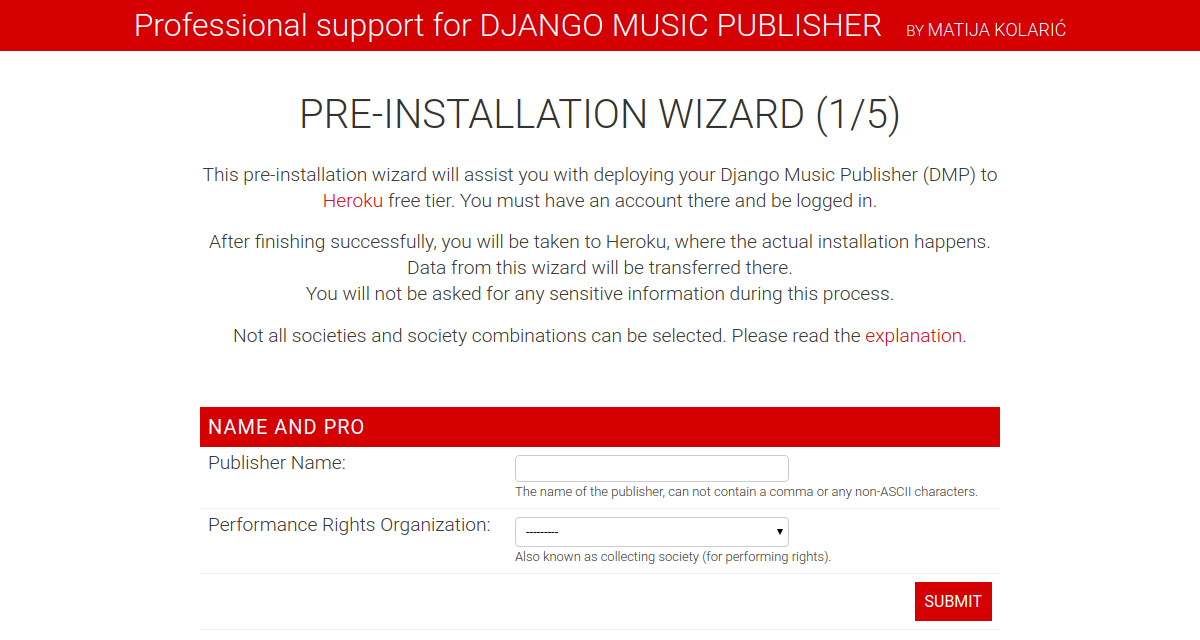 Professional support for DJANGO MUSIC PUBLISHER BY MATIJA KOLARIĆ
PRE-INSTALLATION WIZARD (1/5)
This pre-installation wizard will assist you with deploying your Django Music Publisher (DMP) to
Heroku free tier. You must have an account there and be logged in.
After finishing successfully, you will be taken to Heroku, where the actual installation happens.
Data from this wizard will be transferred there.
You will not be asked for any sensitive information during this process.
Not all societies and society combinations can be selected. Please read the explanation.
NAME AND PRO
Publisher Name:
The name of the publisher, can not contain a comma or any non-ASCII characters.
Performance Rights Organization:
---------
Also known as collecting society (for performing rights).
SUBMIT